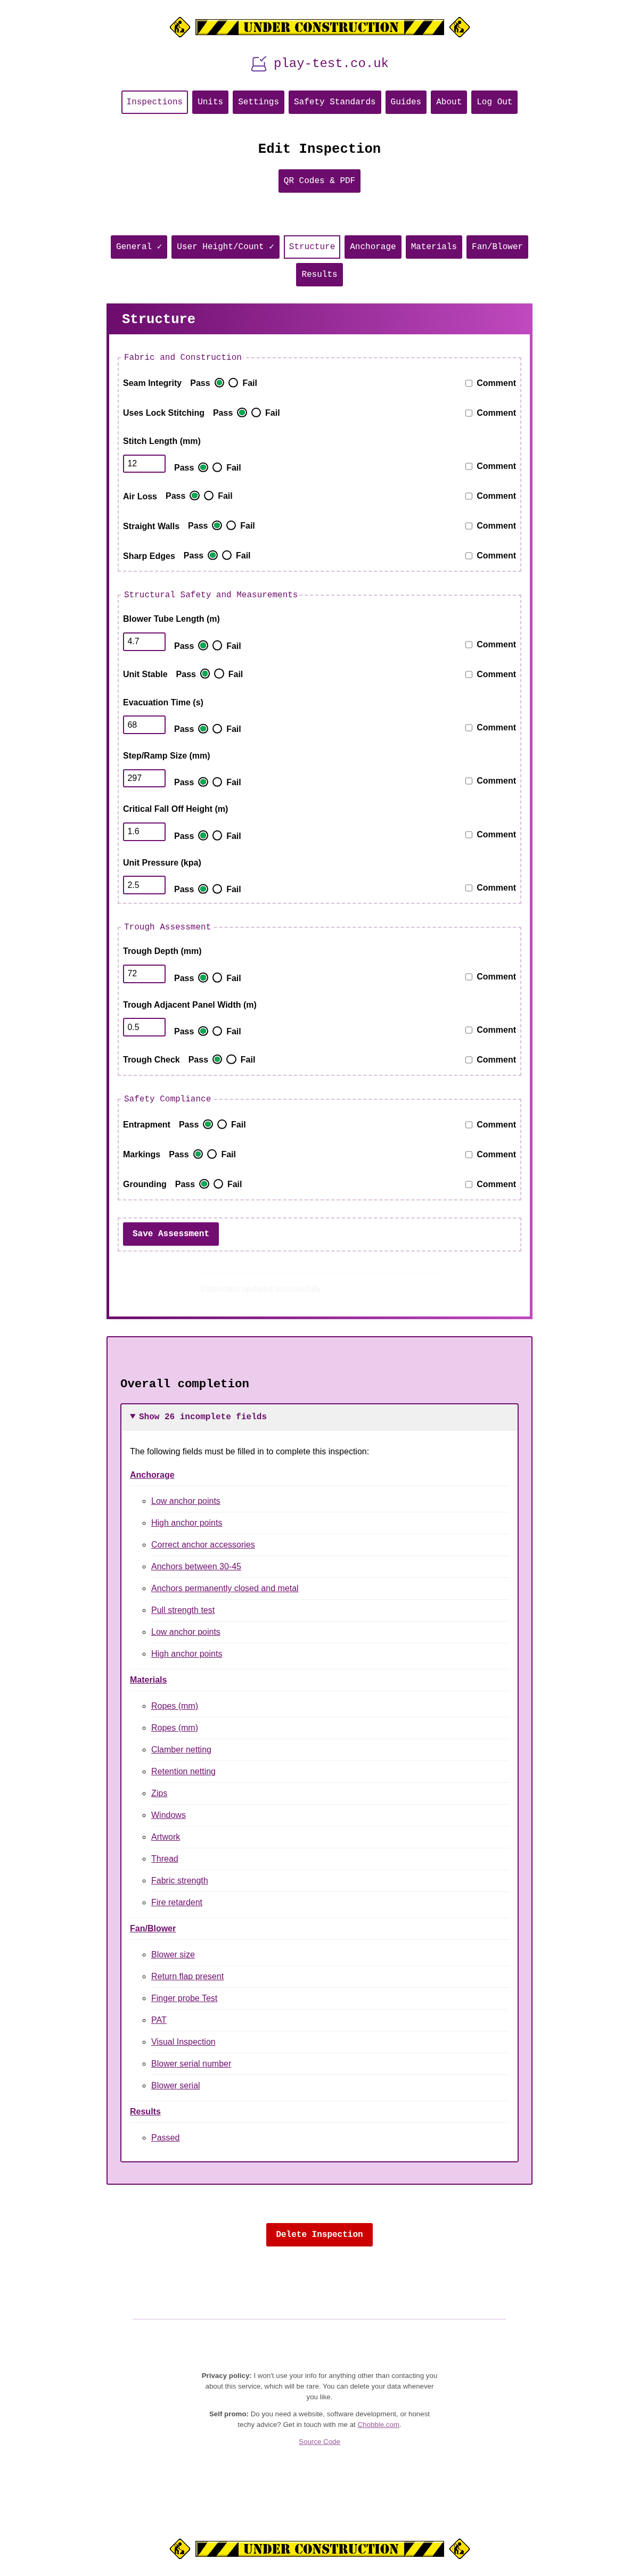 UNDER CONSTRUCTION
play-test.co.uk
Inspections Units Settings Safety Standards Guides About Log Out
Edit Inspection
QR Codes & PDF
General ✓ User Height/Count ✓ Structure Anchorage Materials Fan/Blower
Results
Structure
Fabric and Construction
Seam Integrity Pass Fail Comment
Uses Lock Stitching Pass Fail Comment
Stitch Length (mm)
12 Pass Fail Comment
Air Loss Pass Fail Comment
Straight Walls Pass Fail Comment
Sharp Edges Pass Fail Comment
Structural Safety and Measurements
Blower Tube Length (m)
4.7 Pass Fail Comment
Unit Stable Pass Fail Comment
Evacuation Time (s)
68 Pass Fail Comment
Step/Ramp Size (mm)
297 Pass Fail Comment
Critical Fall Off Height (m)
1.6 Pass Fail Comment
Unit Pressure (kpa)
2.5 Pass Fail Comment
Trough Assessment
Trough Depth (mm)
72 Pass Fail Comment
Trough Adjacent Panel Width (m)
0.5 Pass Fail Comment
Trough Check Pass Fail Comment
Safety Compliance
Entrapment Pass Fail Comment
Markings Pass Fail Comment
Grounding Pass Fail Comment
Save Assessment
Overall completion
▼ Show 26 incomplete fields
The following fields must be filled in to complete this inspection:
Anchorage
Low anchor points
High anchor points
Correct anchor accessories
Anchors between 30-45
Anchors permanently closed and metal
Pull strength test
Low anchor points
High anchor points
Materials
Ropes (mm)
Ropes (mm)
Clamber netting
Retention netting
Zips
Windows
Artwork
Thread
Fabric strength
Fire retardent
Fan/Blower
Blower size
Return flap present
Finger probe Test
PAT
Visual Inspection
Blower serial number
Blower serial
Results
Passed
Delete Inspection
Privacy policy: I won't use your info for anything other than contacting you
about this service, which will be rare. You can delete your data whenever
you like.
Self promo: Do you need a website, software development, or honest
techy advice? Get in touch with me at Chobble.com.
Source Code
UNDER CONSTRUCTION